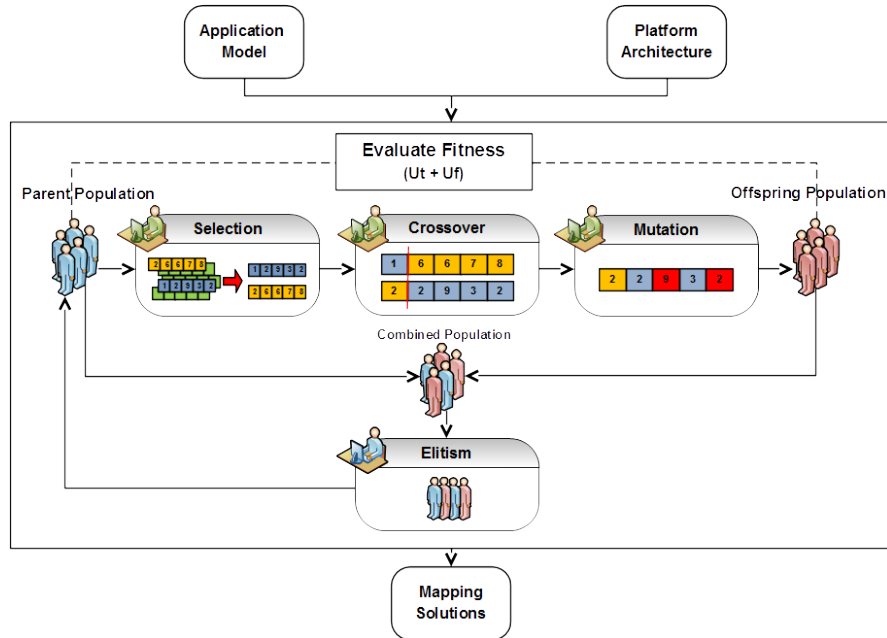 Application
Model
Platform
Architecture
Evaluate Fitness
(Ut + Uf)
Parent Population
Offspring Population
Selection
Crossover
Mutation
2 6 6 7 8
1 2 9 3 2
1 2 9 3 2
2 6 6 7 8
1 6 6 7 8
2 2 9 3 2
2 2 9 3 2
Combined Population
Elitism
Mapping
Solutions